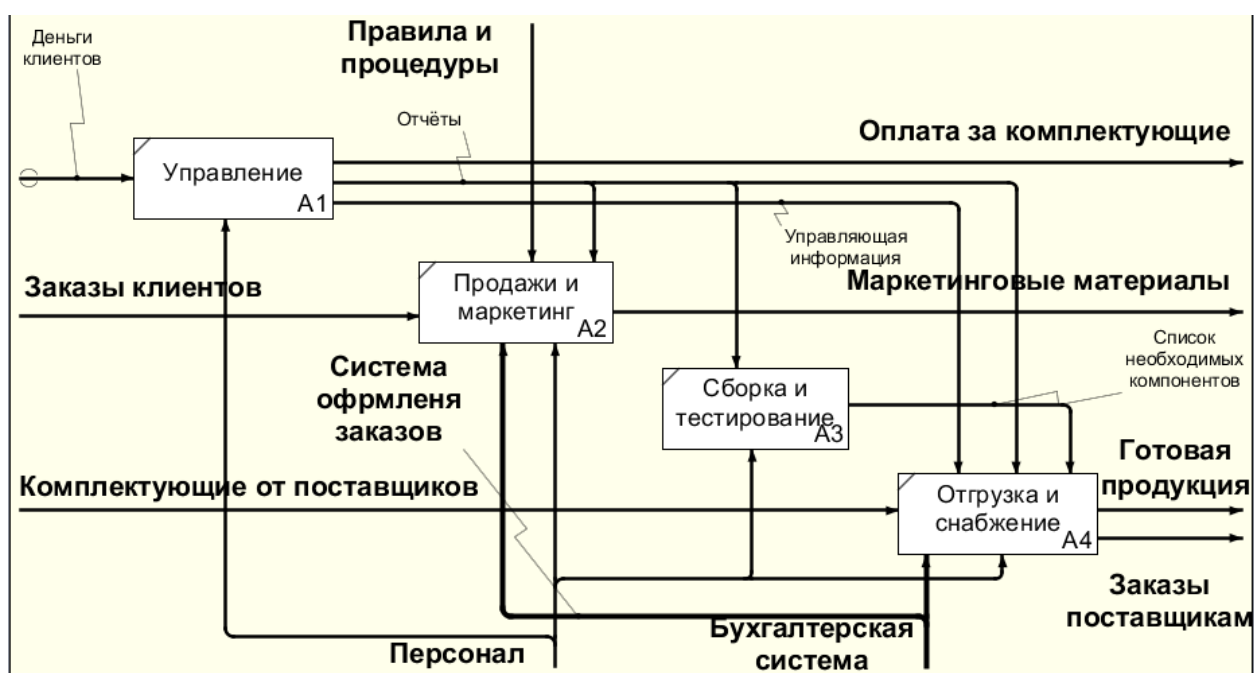 Деньги
клиентов
Правила и
процедуры
Отчёты
Оплата за комплектующие
Управление
A1
Управляющая
информация
Заказы клиентов
Продажи и
маркетинг
A2
Маркетинговые материалы
Список
необходимых
компонентов
Система
офрмленя
заказов
Сборка и
тестирование
A3
Готовая
продукция
Комплектующие от поставщиков
Отгрузка и
снабжение
A4
Заказы
поставщикам
Бухгалтерская
система
Персонал